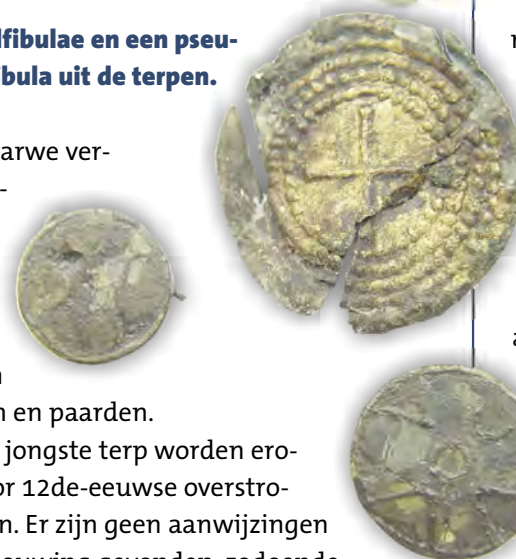 lfibulae en een pseu-
ibula uit de terpen.
arwe ver-
-
n en paarden.
jongste terp worden ero-
or 12de-eeuwse overstro-
n. Er zijn geen aanwijzingen